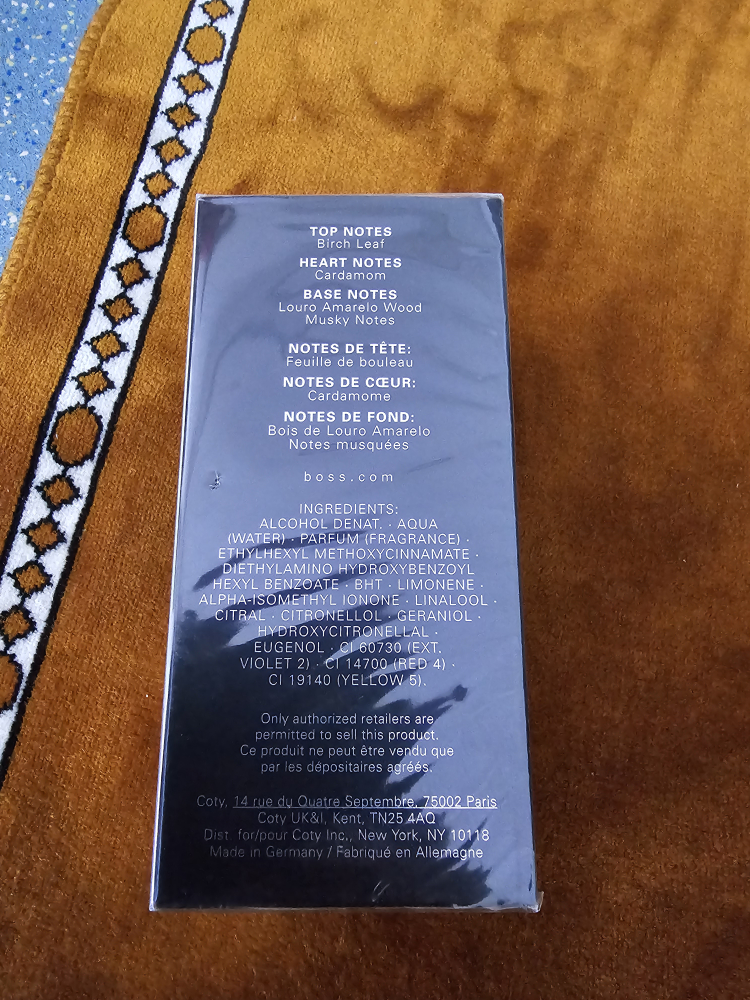 TOP NOTES
Birch Leaf
HEART NOTES
Cardamom
BASE NOTES
Louro Amarelo Wood
Musky Notes
NOTES DE TÊTE:
Feuille de bouleau
NOTES DE CŒUR:
Cardamome
NOTES DE FOND:
Bois de Louro Amarelo
Notes musquées
boss.com
INGREDIENTS:
ALCOHOL DENAT. · AQUA
(WATER) · PARFUM (FRAGRANCE) ·
ETHYLHEXYL METHOXYCINNAMATE ·
DIETHYLAMINO HYDROXYBENZOYL
HEXYL BENZOATE · BHT · LIMONENE ·
ALPHA-ISOMETHYL IONONE · LINALOOL ·
CITRAL · CITRONELLOL · GERANIOL ·
HYDROXYCITRONELLAL ·
EUGENOL · CI 60730 (EXT.
VIOLET 2) · CI 14700 (RED 4) ·
CI 19140 (YELLOW 5).
Only authorized retailers are
permitted to sell this product.
Ce produit ne peut être vendu que
par les dépositaires agréés.
Coty, 14 rue du Quatre Septembre, 75002 Paris
Coty UK&I, Kent, TN25 4AQ
Dist. for/pour Coty Inc., New York, NY 10118
Made in Germany / Fabriqué en Allemagne